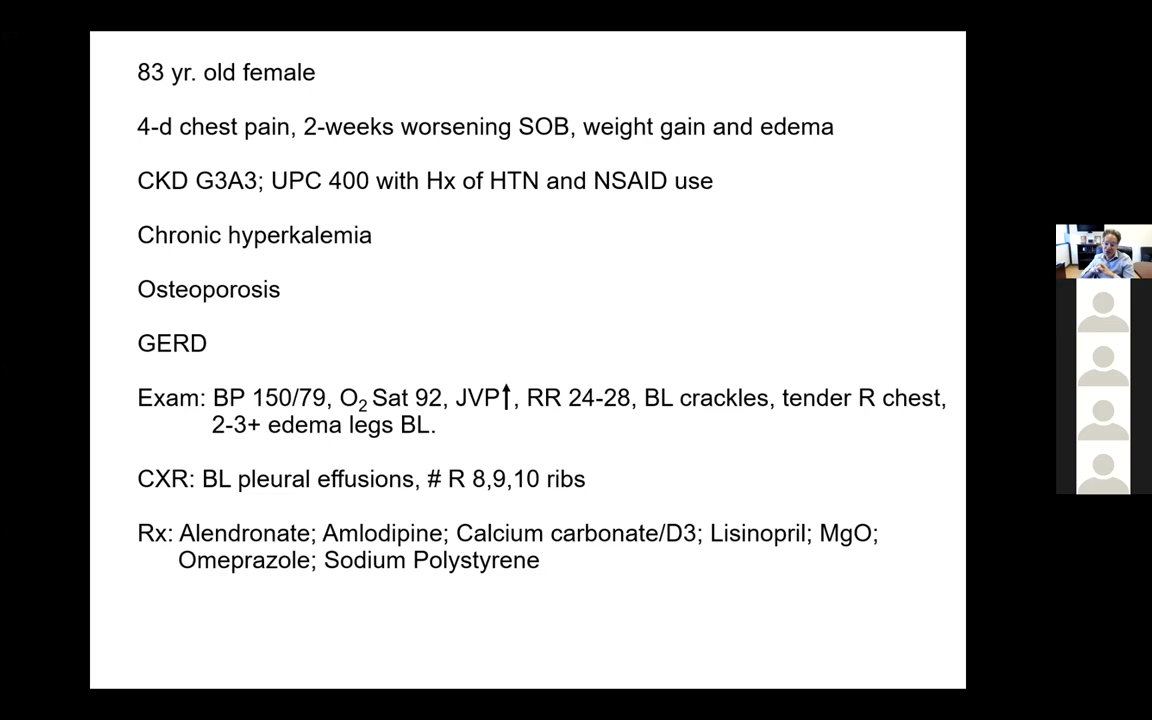 83 yr. old female
4-d chest pain, 2-weeks worsening SOB, weight gain and edema
CKD G3A3; UPC 400 with Hx of HTN and NSAID use
Chronic hyperkalemia
Osteoporosis
GERD
Exam: BP 150/79, O₂ Sat 92, JVP↑, RR 24-28, BL crackles, tender R chest,
2-3+ edema legs BL.
CXR: BL pleural effusions, # R 8,9,10 ribs
Rx: Alendronate; Amlodipine; Calcium carbonate/D3; Lisinopril; MgO;
Omeprazole; Sodium Polystyrene